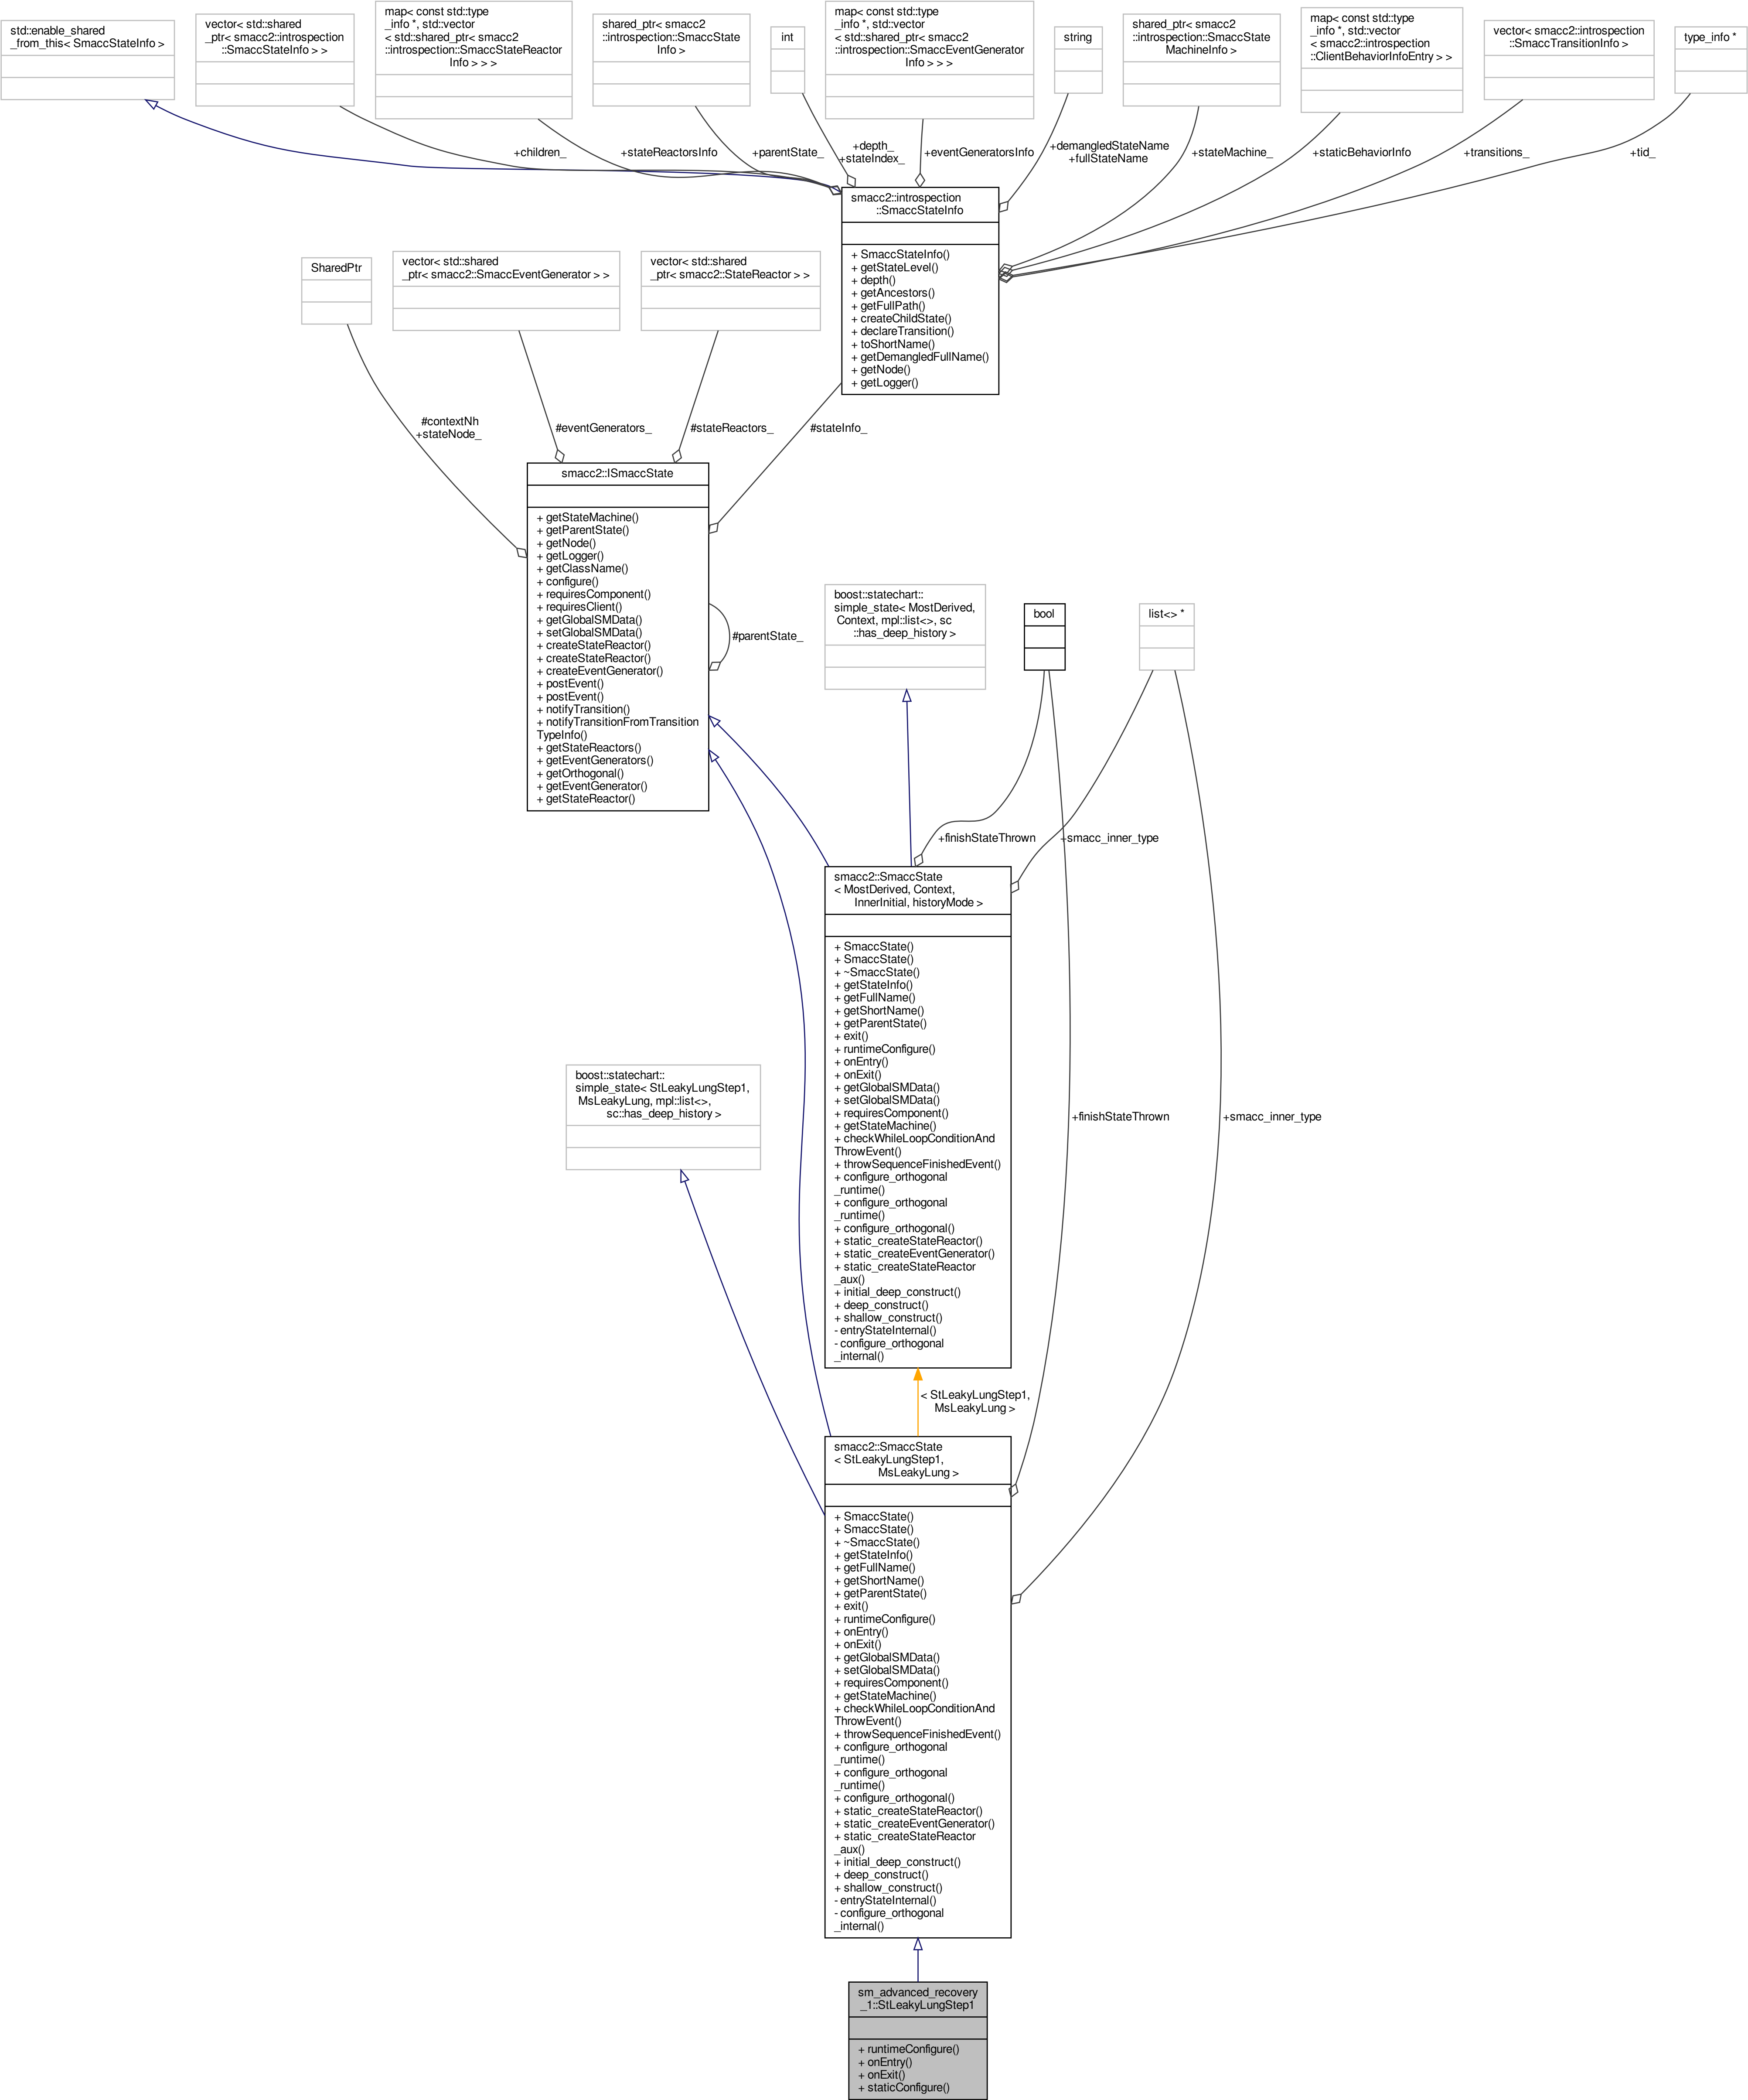 std::enable_shared
_from_this< SmaccStateInfo >
vector< std::shared
_ptr< smacc2::introspection
::SmaccStateInfo > >
map< const std::type
_info *, std::vector
< std::shared_ptr< smacc2
::introspection::SmaccStateReactor
Info > > >
shared_ptr< smacc2
::introspection::SmaccState
Info >
int
map< const std::type
_info *, std::vector
< std::shared_ptr< smacc2
::introspection::SmaccEventGenerator
Info > > >
string
shared_ptr< smacc2
::introspection::SmaccState
MachineInfo >
map< const std::type
_info *, std::vector
< smacc2::introspection
::ClientBehaviorInfoEntry > >
vector< smacc2::introspection
::SmaccTransitionInfo >
type_info *
+children_
+stateReactorsInfo
+parentState_
+depth_
+stateIndex_
+eventGeneratorsInfo
+demangledStateName
+fullStateName
+stateMachine_
+staticBehaviorInfo
+transitions_
+tid_
smacc2::introspection
::SmaccStateInfo
+ SmaccStateInfo()
+ getStateLevel()
+ depth()
+ getAncestors()
+ getFullPath()
+ createChildState()
+ declareTransition()
+ toShortName()
+ getDemangledFullName()
+ getNode()
+ getLogger()
SharedPtr
vector< std::shared
_ptr< smacc2::SmaccEventGenerator > >
vector< std::shared
_ptr< smacc2::StateReactor > >
#contextNh
+stateNode_
#eventGenerators_
#stateReactors_
#stateInfo_
smacc2::ISmaccState
+ getStateMachine()
+ getParentState()
+ getNode()
+ getLogger()
+ getClassName()
+ configure()
+ requiresComponent()
+ requiresClient()
+ getGlobalSMData()
+ setGlobalSMData()
+ createStateReactor()
+ createStateReactor()
+ createEventGenerator()
+ postEvent()
+ postEvent()
+ notifyTransition()
+ notifyTransitionFromTransition
TypeInfo()
+ getStateReactors()
+ getEventGenerators()
+ getOrthogonal()
+ getEventGenerator()
+ getStateReactor()
#parentState_
boost::statechart::
simple_state< MostDerived,
Context, mpl::list<>, sc
::has_deep_history >
bool
list<> *
+finishStateThrown
+smacc_inner_type
smacc2::SmaccState
< MostDerived, Context,
InnerInitial, historyMode >
+ SmaccState()
+ SmaccState()
+ ~SmaccState()
+ getStateInfo()
+ getFullName()
+ getShortName()
+ getParentState()
+ exit()
+ runtimeConfigure()
+ onEntry()
+ onExit()
+ getGlobalSMData()
+ setGlobalSMData()
+ requiresComponent()
+ getStateMachine()
+ checkWhileLoopConditionAnd
ThrowEvent()
+ throwSequenceFinishedEvent()
+ configure_orthogonal
_runtime()
+ configure_orthogonal
_runtime()
+ configure_orthogonal()
+ static_createStateReactor()
+ static_createEventGenerator()
+ static_createStateReactor
_aux()
+ initial_deep_construct()
+ deep_construct()
+ shallow_construct()
- entryStateInternal()
- configure_orthogonal
_internal()
boost::statechart::
simple_state< StLeakyLungStep1,
MsLeakyLung, mpl::list<>,
sc::has_deep_history >
+finishStateThrown
+smacc_inner_type
< StLeakyLungStep1,
MsLeakyLung >
smacc2::SmaccState
< StLeakyLungStep1,
MsLeakyLung >
+ SmaccState()
+ SmaccState()
+ ~SmaccState()
+ getStateInfo()
+ getFullName()
+ getShortName()
+ getParentState()
+ exit()
+ runtimeConfigure()
+ onEntry()
+ onExit()
+ getGlobalSMData()
+ setGlobalSMData()
+ requiresComponent()
+ getStateMachine()
+ checkWhileLoopConditionAnd
ThrowEvent()
+ throwSequenceFinishedEvent()
+ configure_orthogonal
_runtime()
+ configure_orthogonal
_runtime()
+ configure_orthogonal()
+ static_createStateReactor()
+ static_createEventGenerator()
+ static_createStateReactor
_aux()
+ initial_deep_construct()
+ deep_construct()
+ shallow_construct()
- entryStateInternal()
- configure_orthogonal
_internal()
sm_advanced_recovery
_1::StLeakyLungStep1
+ runtimeConfigure()
+ onEntry()
+ onExit()
+ staticConfigure()